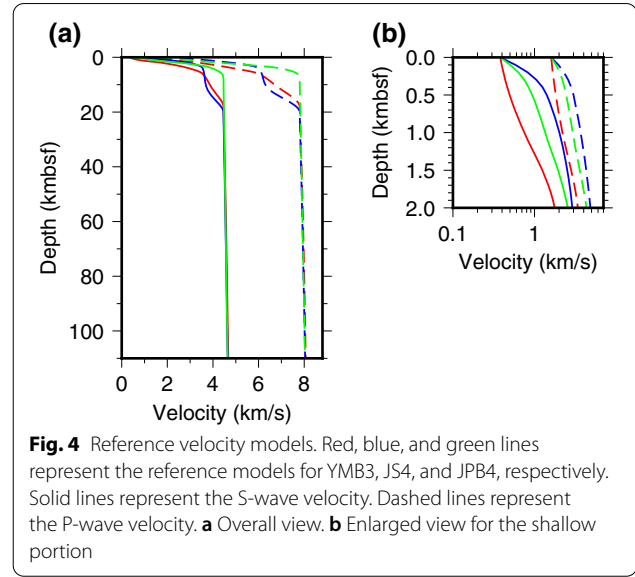 (a)
0
20
40
60
80
100
Depth (kmbsf)
0 2 4 6 8
Velocity (km/s)
(b)
0.0
0.5
1.0
1.5
2.0
Depth (kmbsf)
0.1 1
Velocity (km/s)
Fig. 4 Reference velocity models. Red, blue, and green lines
represent the reference models for YMB3, JS4, and JPB4, respectively.
Solid lines represent the S-wave velocity. Dashed lines represent
the P-wave velocity. a Overall view. b Enlarged view for the shallow
portion